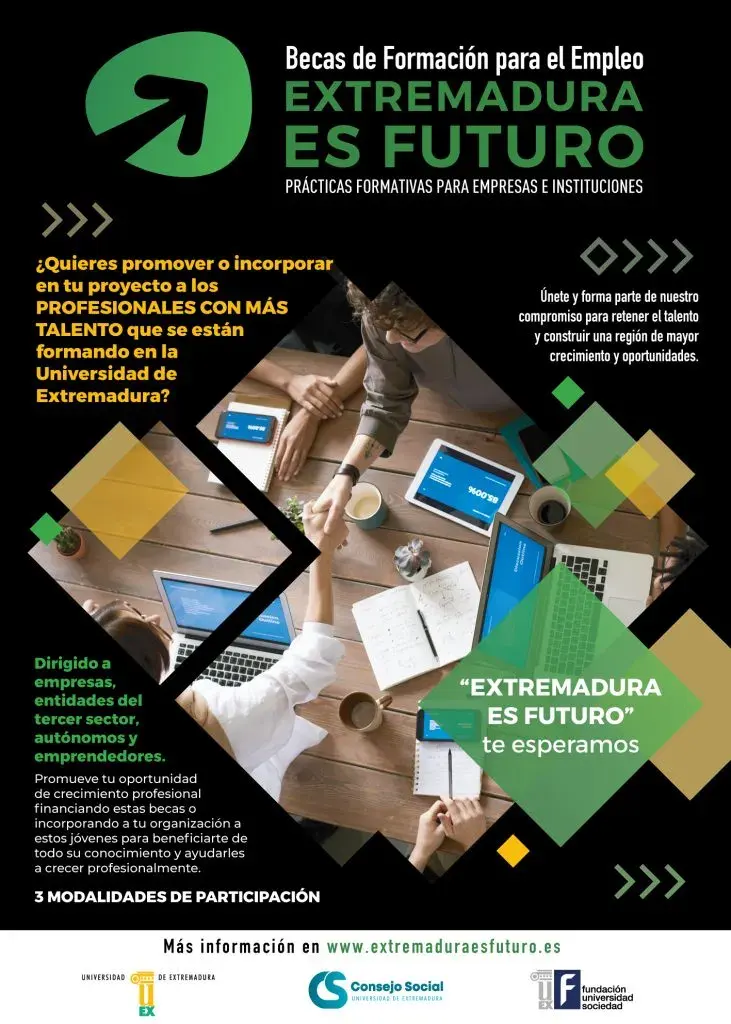 Becas de Formación para el Empleo
EXTREMADURA
ES FUTURO
PRÁCTICAS FORMATIVAS PARA EMPRESAS E INSTITUCIONES
¿Quieres promover o incorporar
en tu proyecto a los
PROFESIONALES CON MÁS
TALENTO que se están
formando en la
Universidad de
Extremadura?
Únete y forma parte de nuestro
compromiso para retener el talento
y construir una región de mayor
crecimiento y oportunidades.
Dirigido a
empresas,
entidades del
tercer sector,
autónomos y
emprendedores.
Promueve tu oportunidad
de crecimiento profesional
financiando estas becas o
incorporando a tu organización a
estos jóvenes para beneficiarte de
todo su conocimiento y ayudarles
a crecer profesionalmente.
3 MODALIDADES DE PARTICIPACIÓN
“EXTREMADURA
ES FUTURO”
te esperamos
Más información en www.extremaduraesfuturo.es
UNIVERSIDAD DE EXTREMADURA
UEX
CS Consejo Social
UNIVERSIDAD DE EXTREMADURA
UEX F fundación
universidad
sociedad